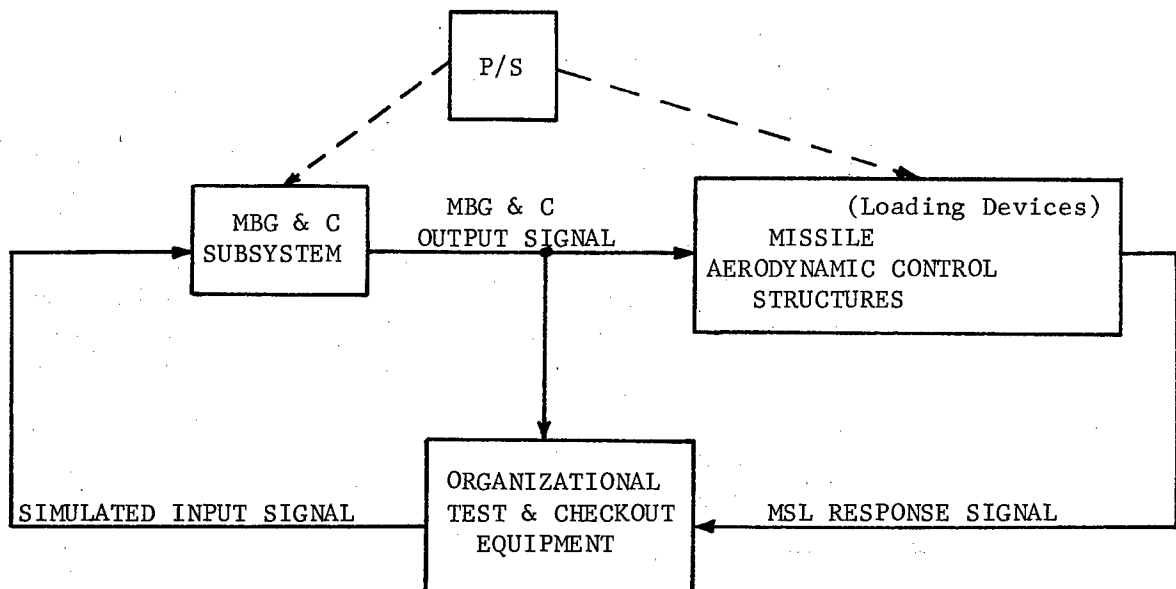 P/S
MBG & C
SUBSYSTEM
MBG & C
OUTPUT SIGNAL
(Loading Devices)
MISSILE
AERODYNAMIC CONTROL
STRUCTURES
ORGANIZATIONAL
TEST & CHECKOUT
EQUIPMENT
SIMULATED INPUT SIGNAL
MSL RESPONSE SIGNAL